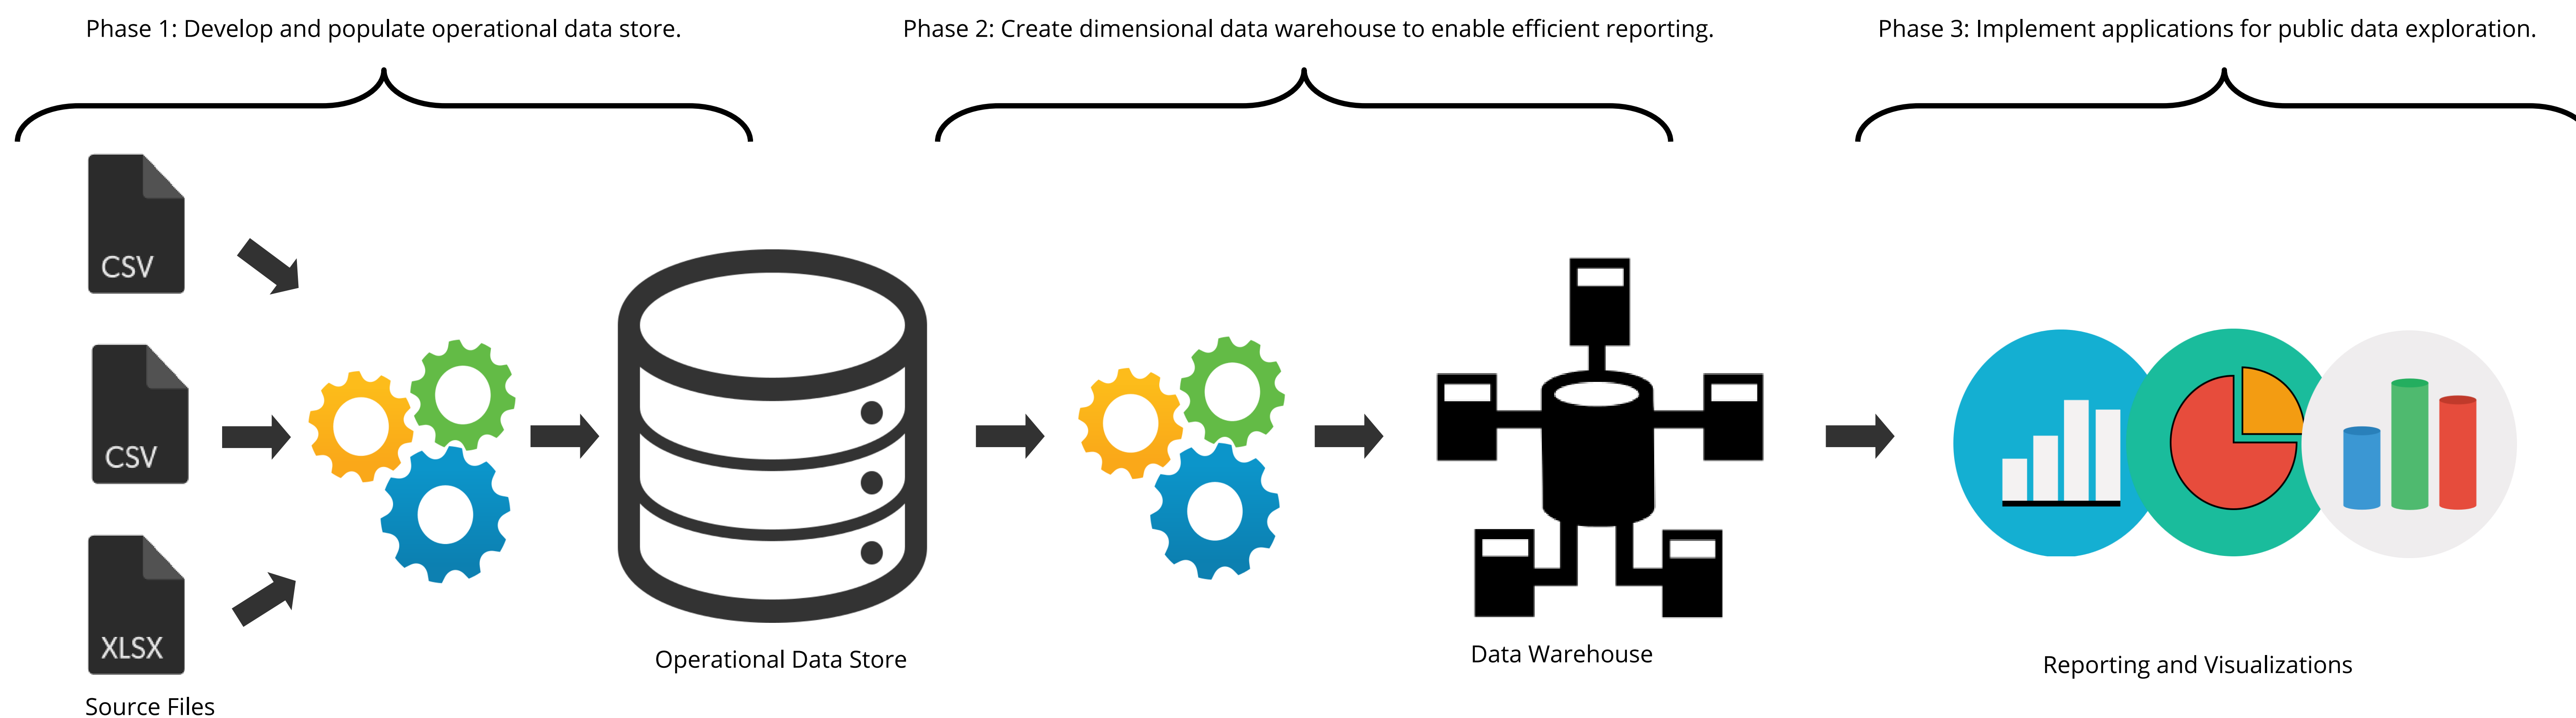 Phase 1: Develop and populate operational data store.
Phase 2: Create dimensional data warehouse to enable efficient reporting.
Phase 3: Implement applications for public data exploration.
CSV
CSV
XLSX
Source Files
Operational Data Store
Data Warehouse
Reporting and Visualizations